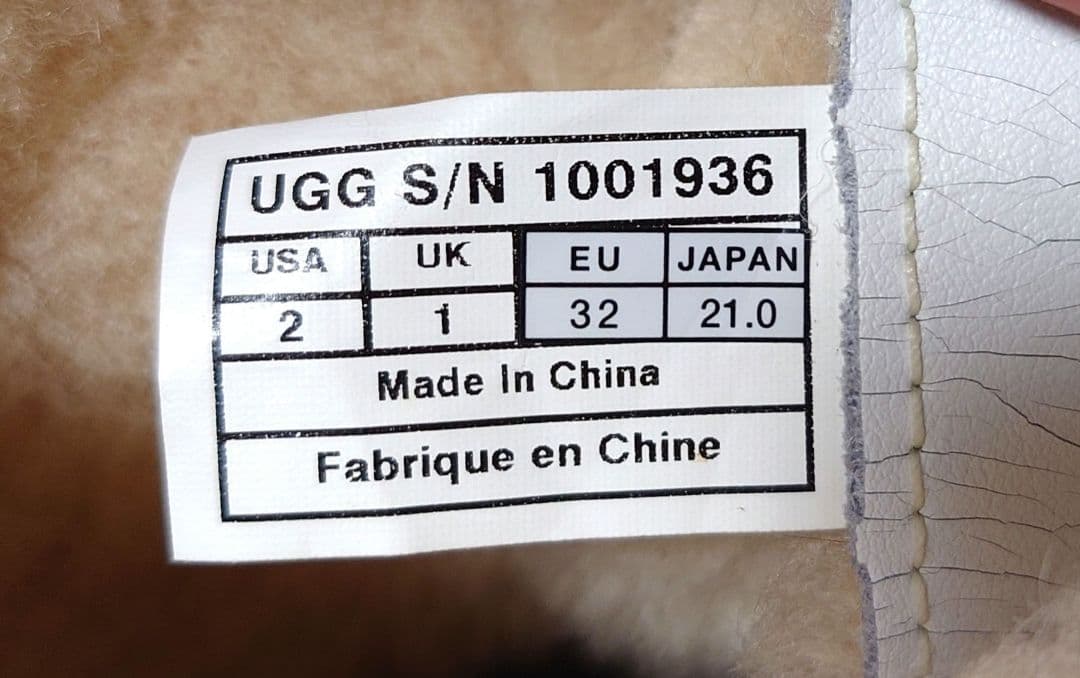 UGG S/N 1001936
USA UK EU JAPAN
2 1 32 21.0
Made In China
Fabrique en Chine